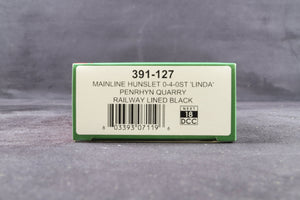 391-127
MAINLINE HUNSLET 0-4-0ST 'LINDA'
PENRHYN QUARRY
RAILWAY LINED BLACK
8 03393 07119 6
NEXT
18
DCC